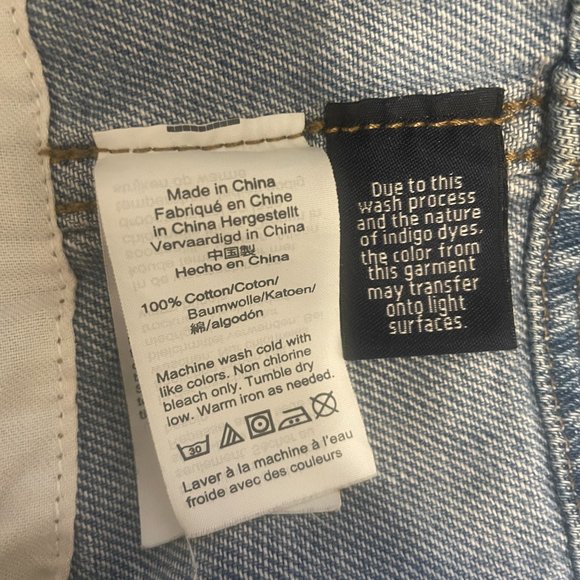 Made in China
Fabriqué en Chine
in China Hergestellt
Vervaardigd in China
中国製
Hecho en China
100% Cotton/Coton/
Baumwolle/Katoen/
綿/algodón
Machine wash cold with
like colors. Non chlorine
bleach only. Tumble dry
low. Warm iron as needed.
30
Laver à la machine à l'eau
froide avec des couleurs
Due to this
wash process
and the nature
of indigo dyes,
the color from
this garment
may transfer
onto light
surfaces.